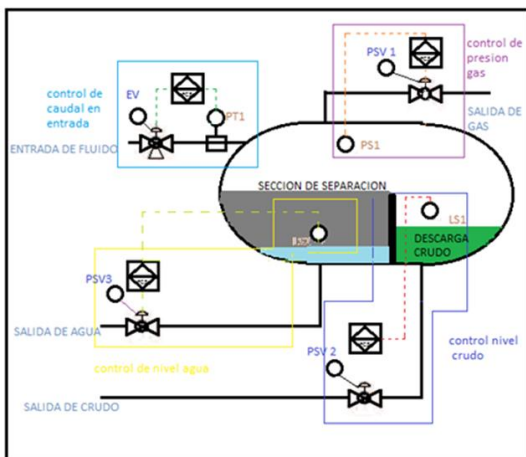 control de
presion
gas
PSV 1
control de
caudal en
entrada
EV
PT1
ENTRADA DE FLUIDO
SALIDA DE
GAS
PS1
SECCION DE SEPARACION
LS1
DESCARGA
CRUDO
PSV3
SALIDA DE AGUA
control de nivel agua
PSV 2
control nivel
crudo
SALIDA DE CRUDO